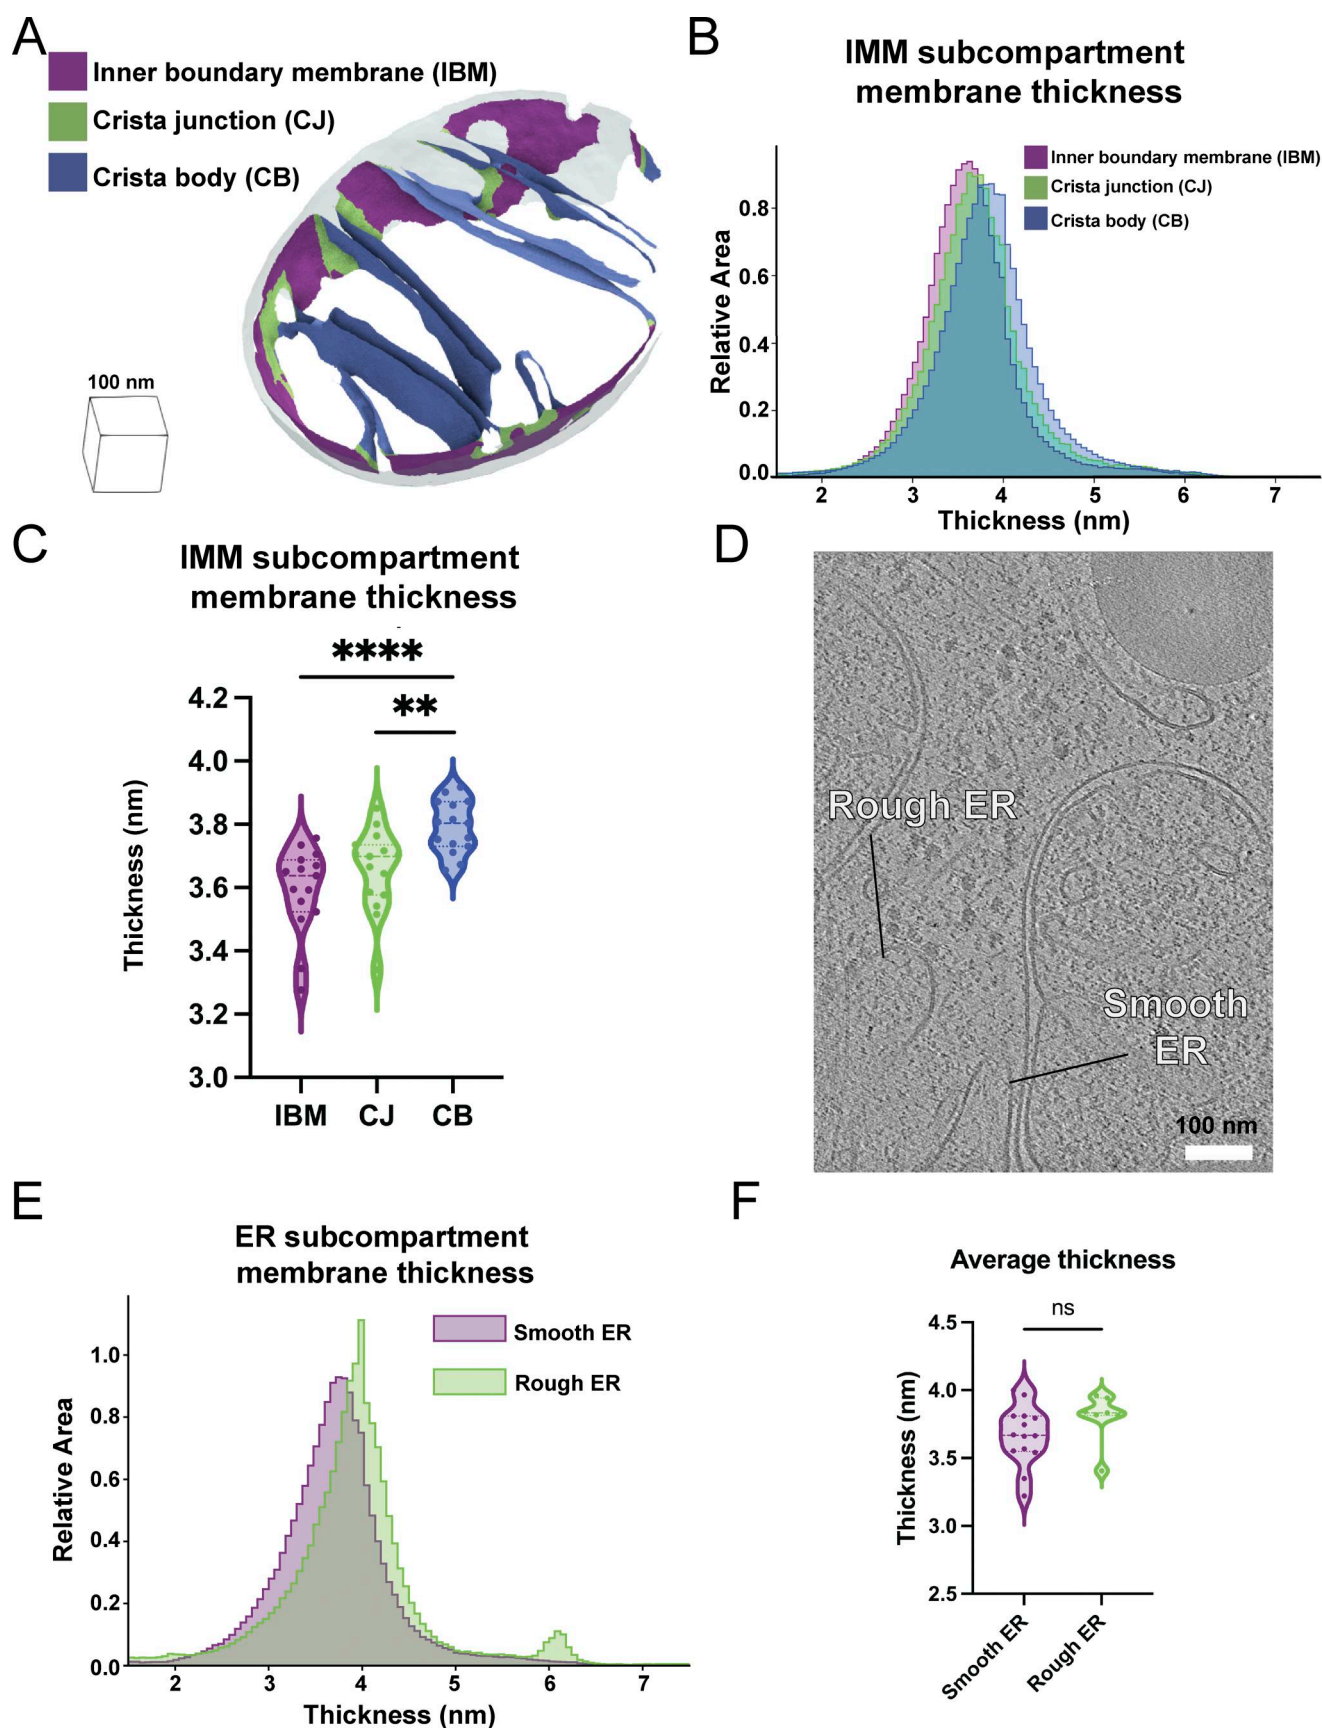 A
Inner boundary membrane (IBM)
Crista junction (CJ)
Crista body (CB)
100 nm
B
IMM subcompartment
membrane thickness
Inner boundary membrane (IBM)
Crista junction (CJ)
Crista body (CB)
Relative Area
0.8
0.6
0.4
0.2
0.0
2 3 4 5 6 7
Thickness (nm)
C
IMM subcompartment
membrane thickness
****
**
Thickness (nm)
4.2
4.0
3.8
3.6
3.4
3.2
3.0
IBM CJ CB
D
Rough ER
Smooth
ER
100 nm
E
ER subcompartment
membrane thickness
Smooth ER
Rough ER
Relative Area
1.0
0.8
0.6
0.4
0.2
0.0
2 3 4 5 6 7
Thickness (nm)
F
Average thickness
ns
Thickness (nm)
4.5
4.0
3.5
3.0
2.5
Smooth ER
Rough ER